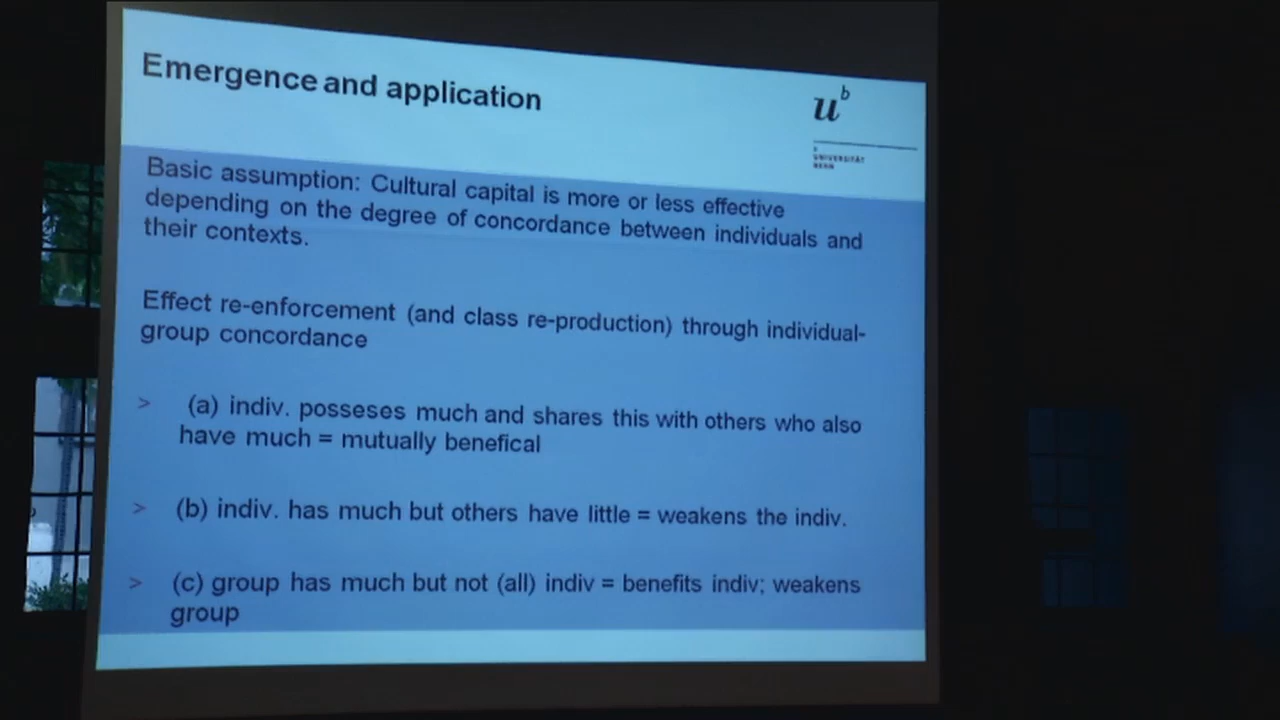 Emergence and application
u
b
b
UNIVERSITÄT
BERN
Basic assumption: Cultural capital is more or less effective
depending on the degree of concordance between individuals and
their contexts.
Effect re-enforcement (and class re-production) through individual-
group concordance
> (a) indiv. posseses much and shares this with others who also
have much = mutually benefical
> (b) indiv. has much but others have little = weakens the indiv.
> (c) group has much but not (all) indiv = benefits indiv; weakens
group